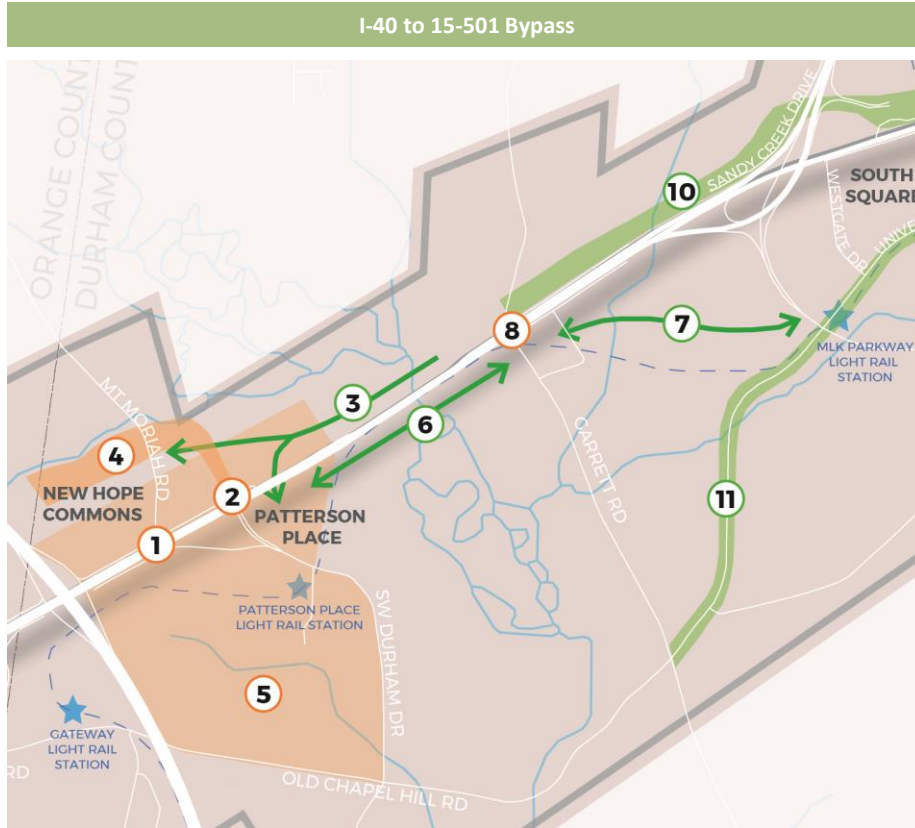 I-40 to 15-501 Bypass
ORANGE COUNTY
DURHAM COUNTY
SANDY CREEK DRIVE
10
SOUTH
SQUARE
WESTGATE DR
UNIVE
8
7
MLK PARKWAY
LIGHT RAIL
STATION
MT MORIAH RD
3
6
4
GARRETT RD
NEW HOPE
COMMONS
2
11
PATTERSON
PLACE
1
PATTERSON PLACE
LIGHT RAIL STATION
SW DURHAM DR
5
GATEWAY
LIGHT RAIL
STATION
RD
OLD CHAPEL HILL RD